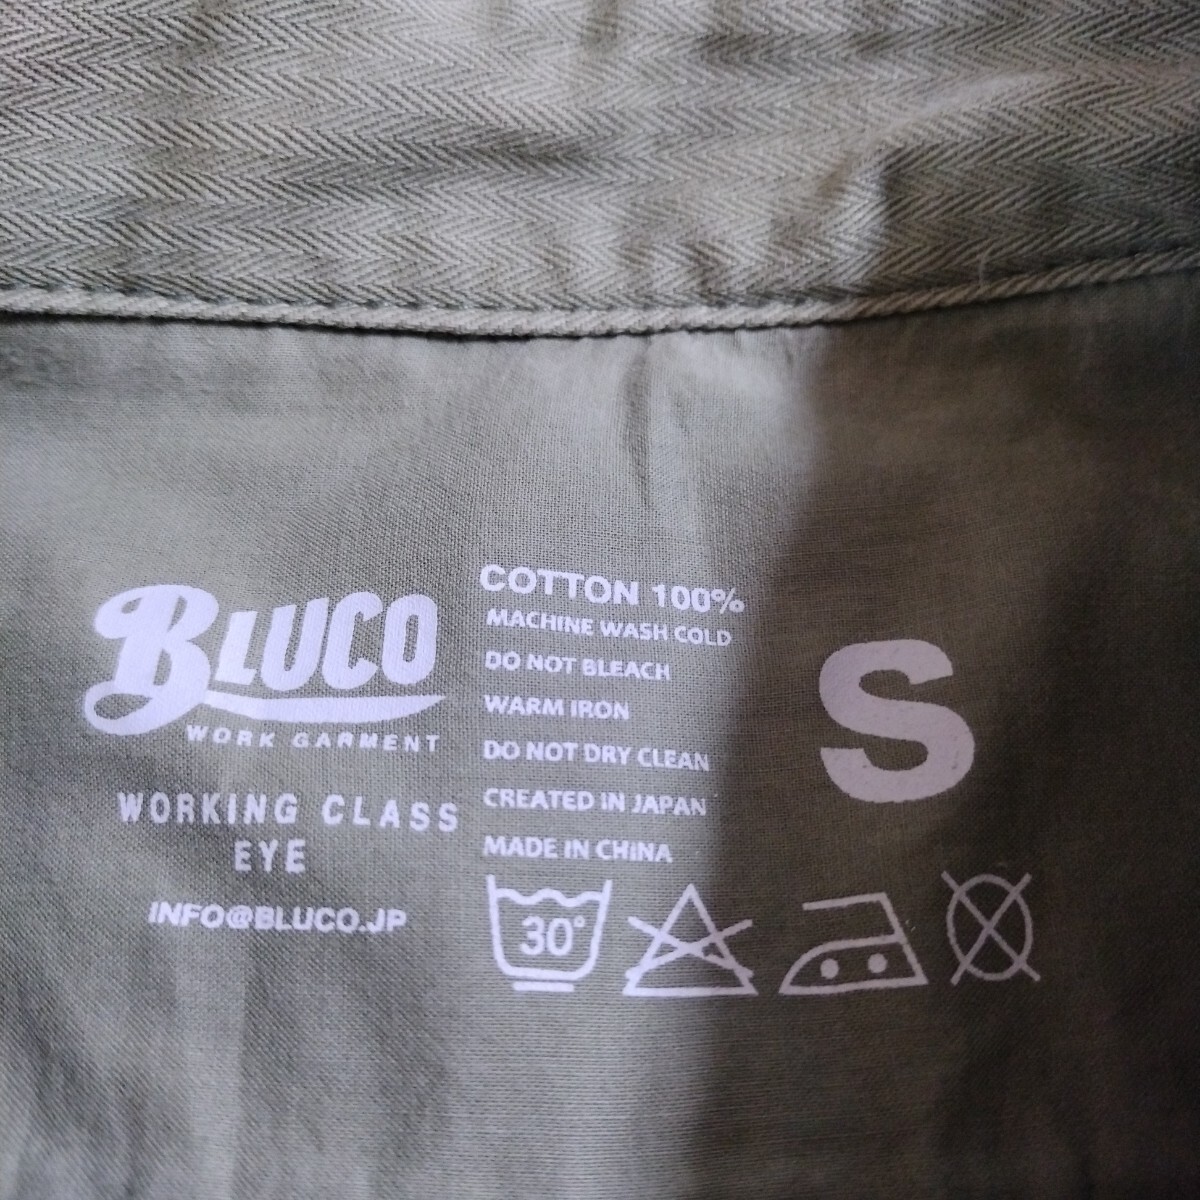 BLUCO
WORK GARMENT
WORKING CLASS
EYE
INFO@BLUCO.JP
COTTON 100%
MACHINE WASH COLD
DO NOT BLEACH
WARM IRON
DO NOT DRY CLEAN
CREATED IN JAPAN
MADE IN CHINA
30°
S